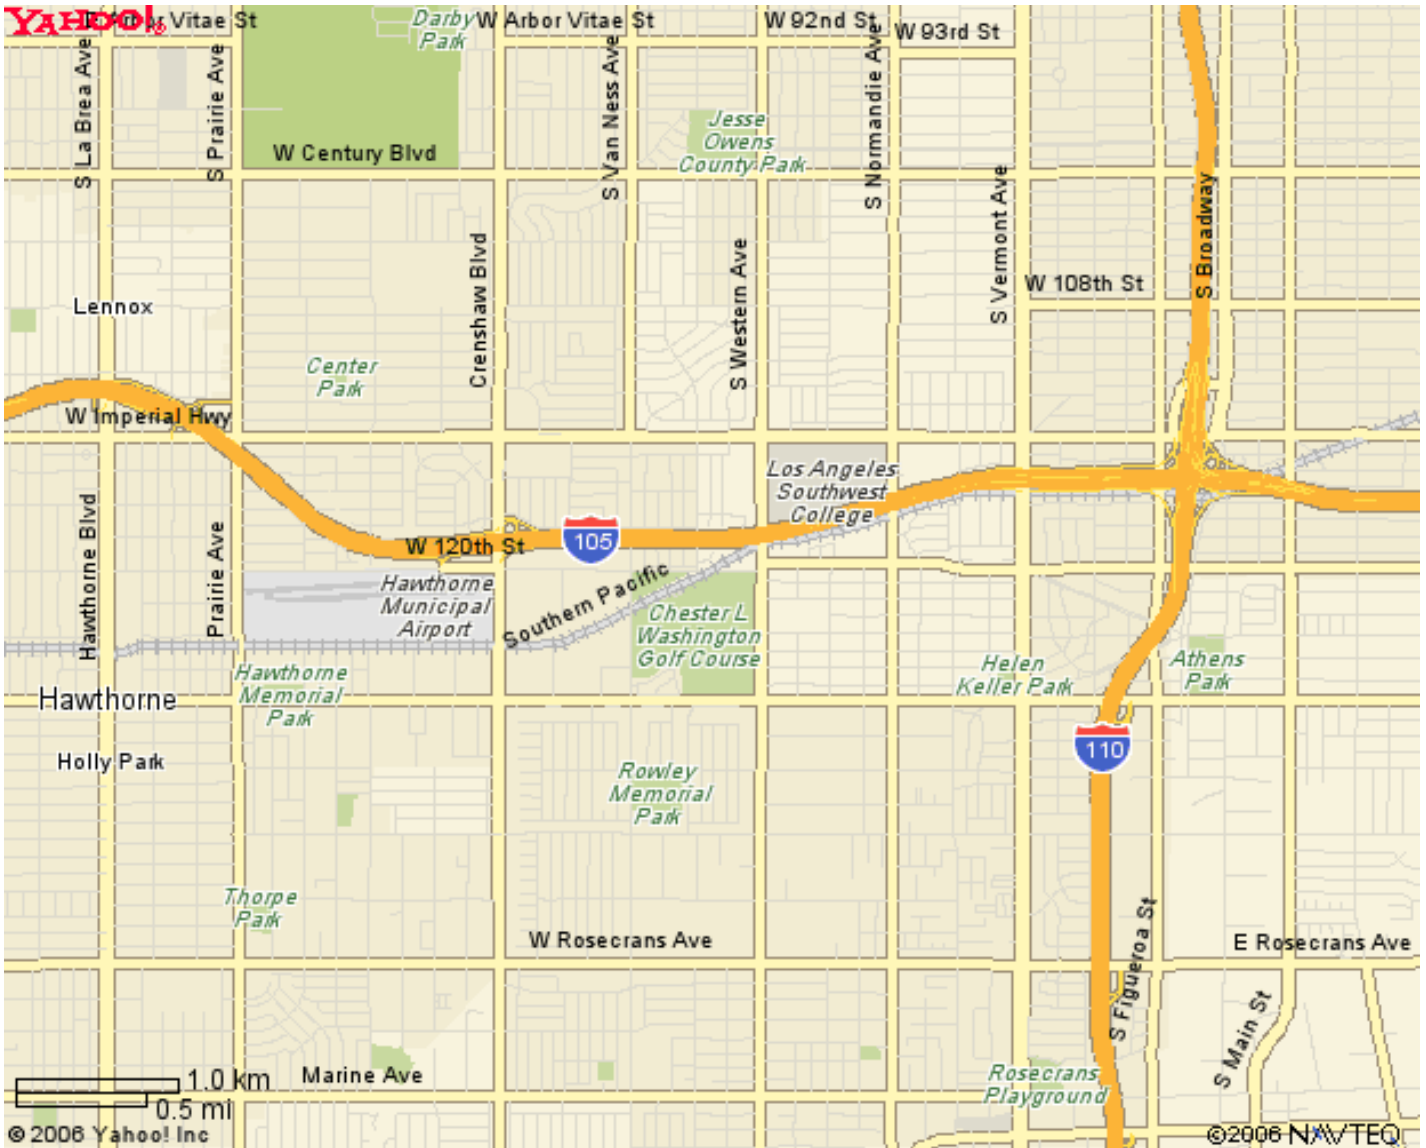 YAHOO!®
E Arbor Vitae St
Darby
Park
W Arbor Vitae St
W 92nd St
W 93rd St
S La Brea Ave
S Prairie Ave
S Van Ness Ave
S Normandie Ave
Jesse
Owens
County Park
W Century Blvd
S Vermont Ave
S Broadway
Crenshaw Blvd
S Western Ave
W 108th St
Lennox
Center
Park
W Imperial Hwy
Los Angeles
Southwest
College
Hawthorne Blvd
Prairie Ave
W 120th St
105
Hawthorne
Municipal
Airport
Southern Pacific
Chester L
Washington
Golf Course
Hawthorne
Memorial
Park
Helen
Keller Park
Athens
Park
Hawthorne
Holly Park
110
Rowley
Memorial
Park
Thorpe
Park
W Rosecrans Ave
S Figueroa St
E Rosecrans Ave
S Main St
Marine Ave
Rosecrans
Playground
1.0 km
0.5 mi
© 2006 Yahoo! Inc
©2006 NAVTEQ